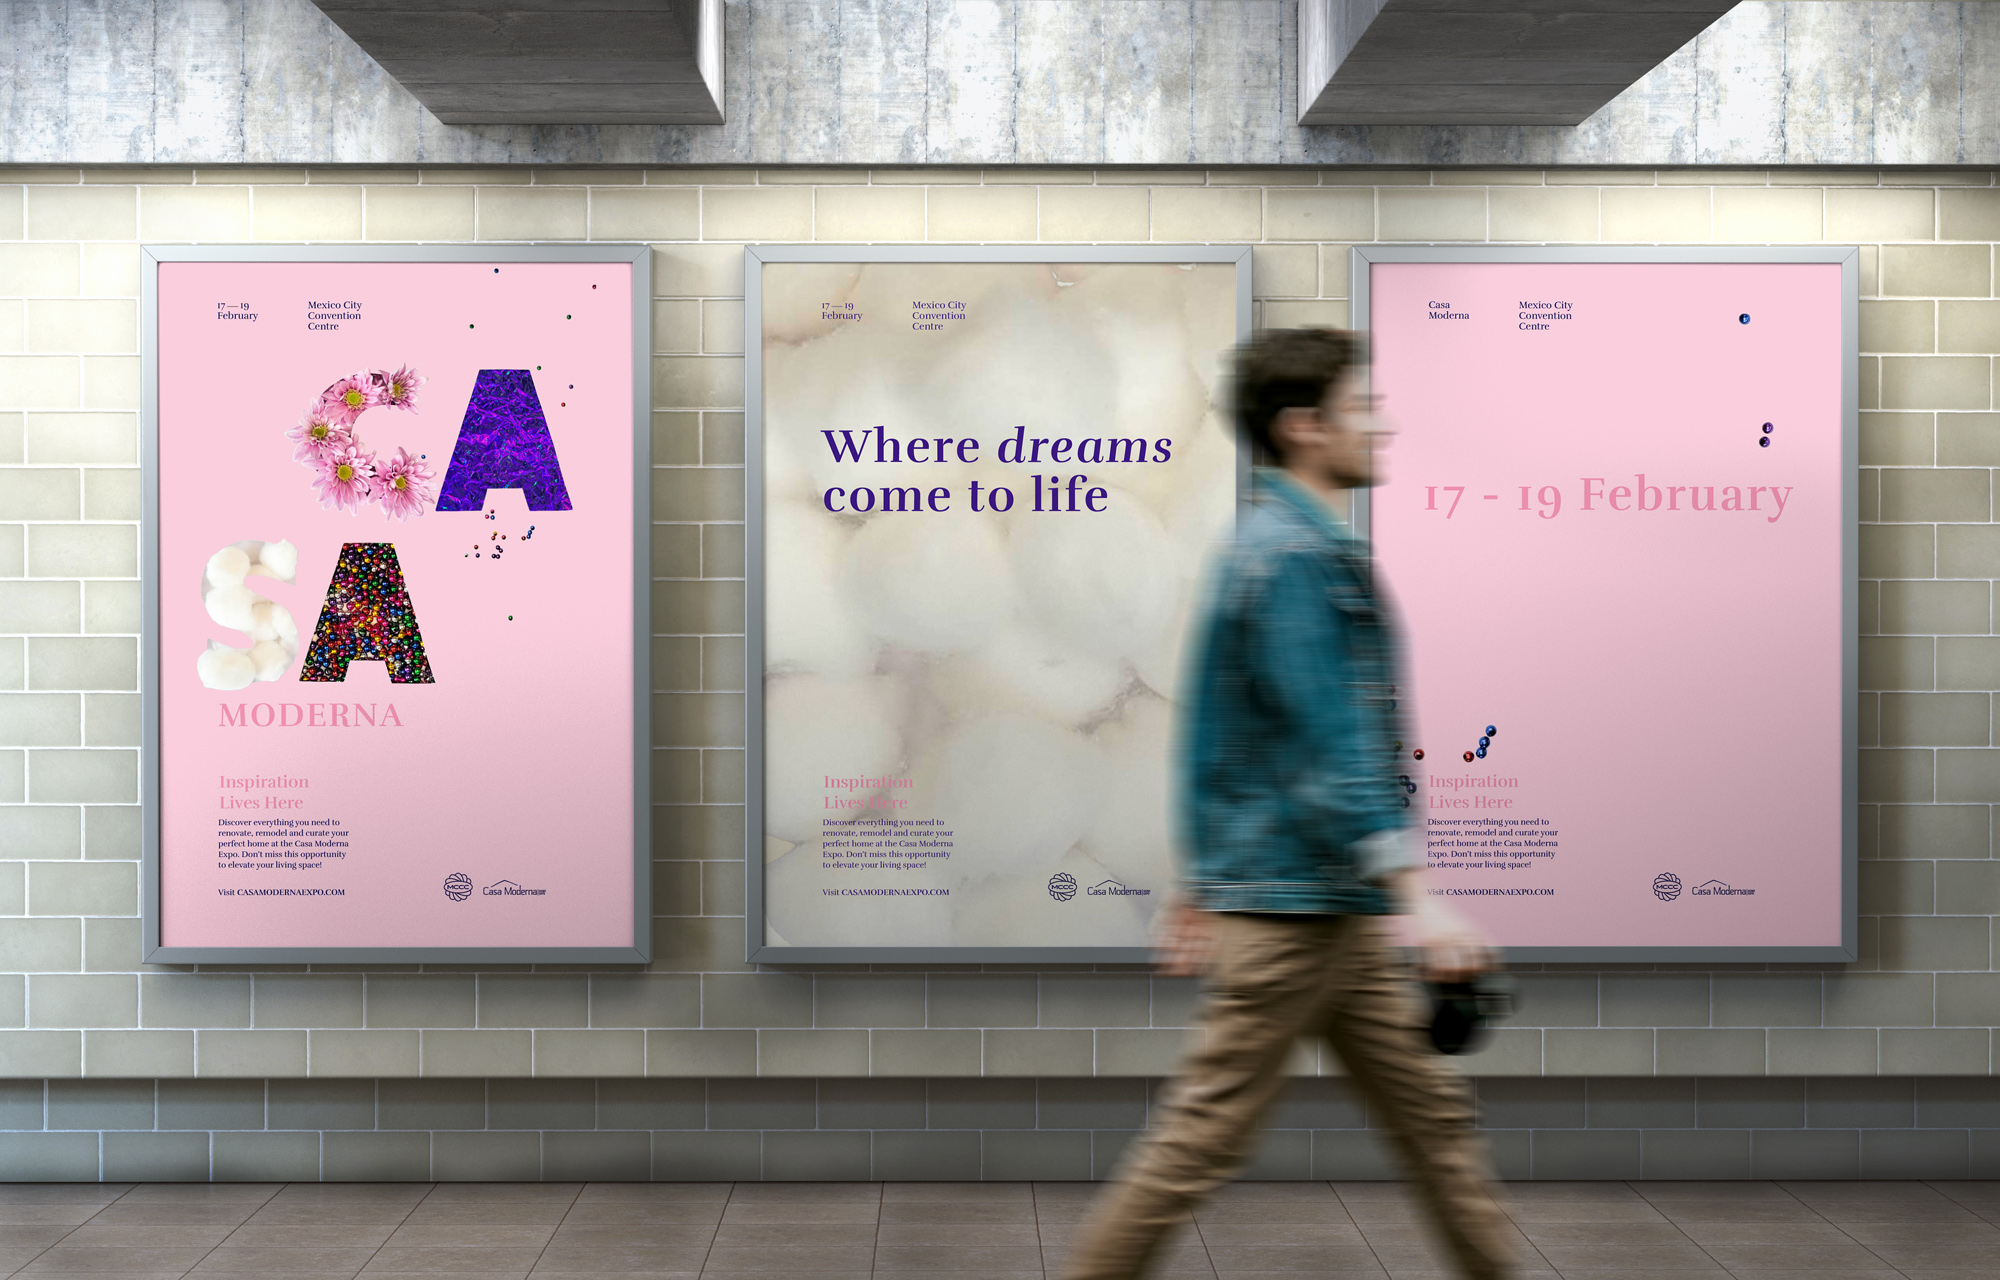 17 — 19
February
Mexico City
Convention
Centre
CA
SA
MODERNA
Inspiration
Lives Here
Discover everything you need to
renovate, remodel and curate your
perfect home at the Casa Moderna
Expo. Don't miss this opportunity
to elevate your living space!
Visit CASAMODERNAEXPO.COM
MCCC
Casa Moderna
17 — 19
February
Mexico City
Convention
Centre
Where dreams
come to life
Inspiration
Lives Here
Discover everything you need to
renovate, remodel and curate your
perfect home at the Casa Moderna
Expo. Don't miss this opportunity
to elevate your living space!
Visit CASAMODERNAEXPO.COM
MCCC
Casa Moderna
Casa
Moderna
Mexico City
Convention
Centre
17 - 19 February
Inspiration
Lives Here
Discover everything you need to
renovate, remodel and curate your
perfect home at the Casa Moderna
Expo. Don't miss this opportunity
to elevate your living space!
Visit CASAMODERNAEXPO.COM
MCCC
Casa Moderna